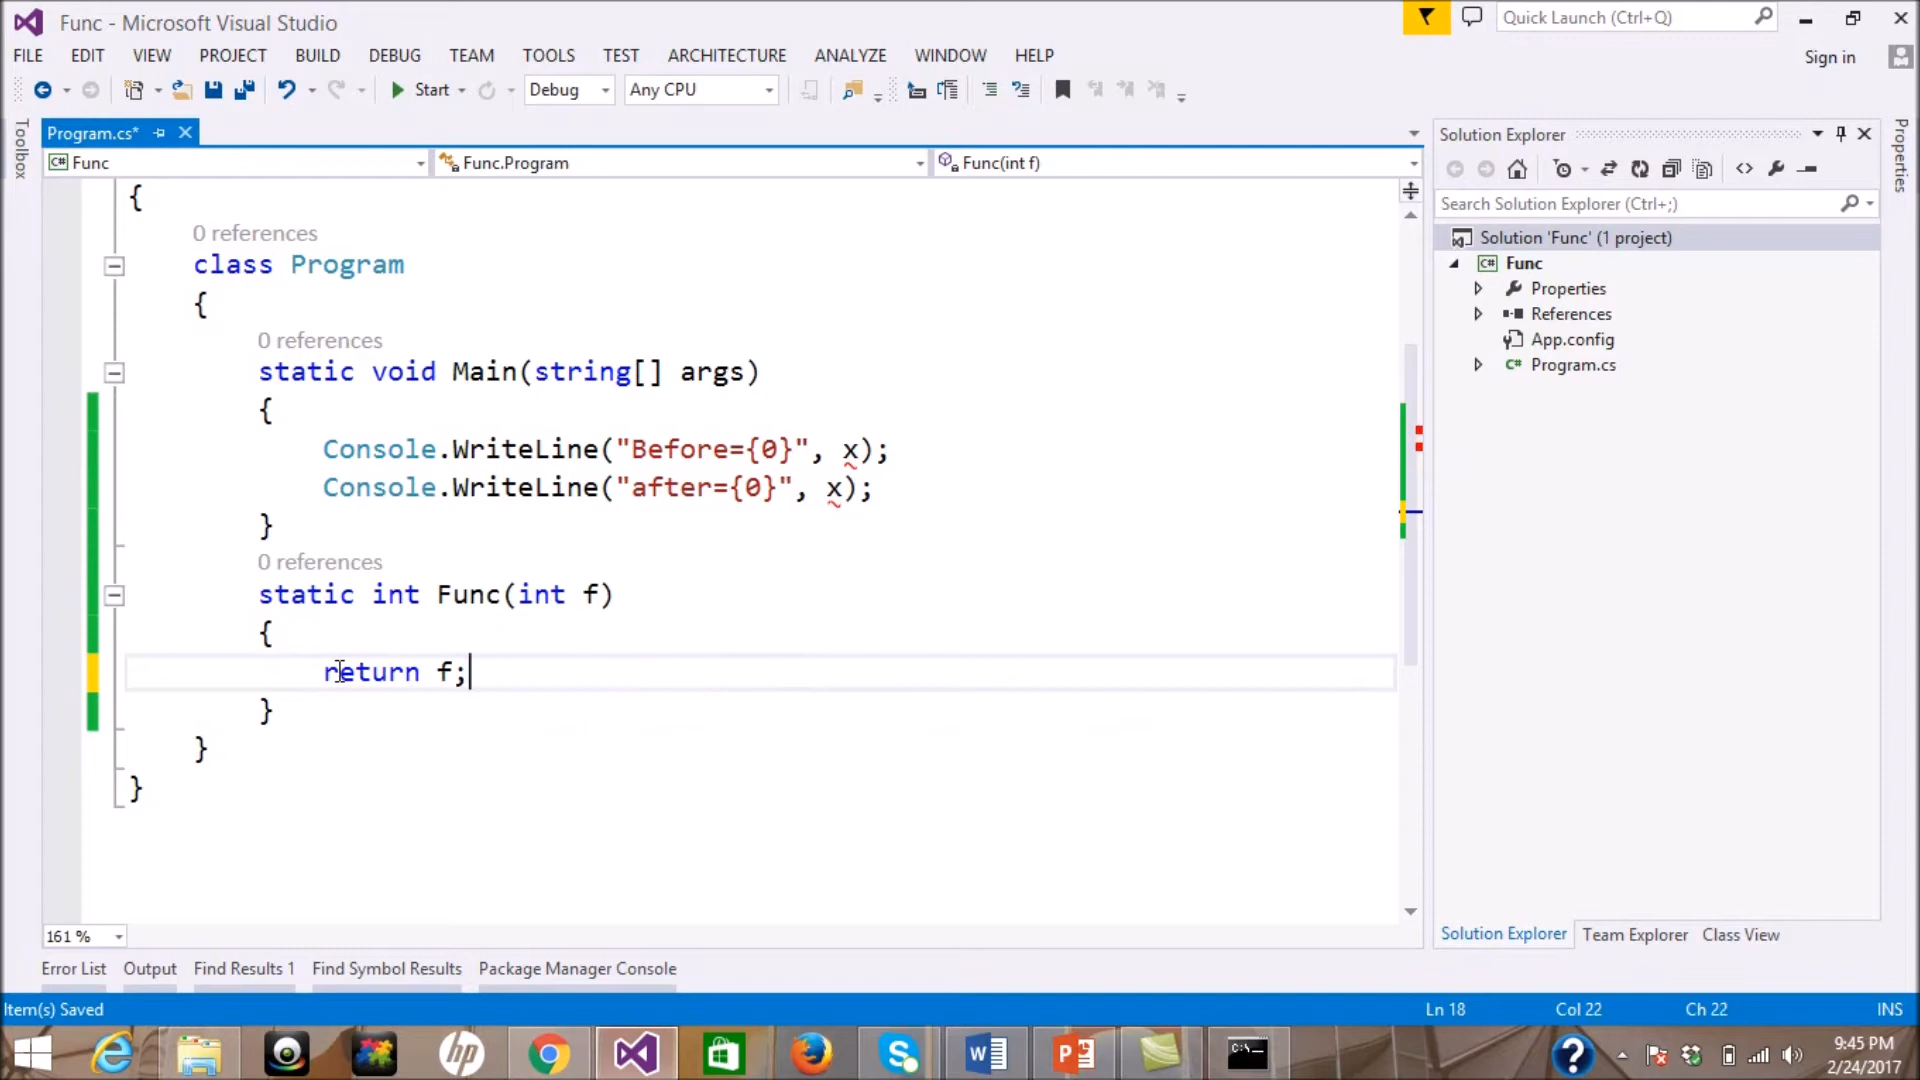 Func - Microsoft Visual Studio
Quick Launch (Ctrl+Q)
FILE EDIT VIEW PROJECT BUILD DEBUG TEAM TOOLS TEST ARCHITECTURE ANALYZE WINDOW HELP
Sign in
Start Debug Any CPU
Toolbox
Program.cs*
C# Func Func.Program Func(int f)
{
0 references
class Program
{
0 references
static void Main(string[] args)
{
Console.WriteLine("Before={0}", x);
Console.WriteLine("after={0}", x);
}
0 references
static int Func(int f)
{
return f;
}
}
}
161 %
Solution Explorer
Search Solution Explorer (Ctrl+;)
Solution 'Func' (1 project)
C# Func
Properties
References
App.config
C# Program.cs
Solution Explorer Team Explorer Class View
Properties
Error List Output Find Results 1 Find Symbol Results Package Manager Console
Item(s) Saved Ln 18 Col 22 Ch 22 INS
9:45 PM
2/24/2017